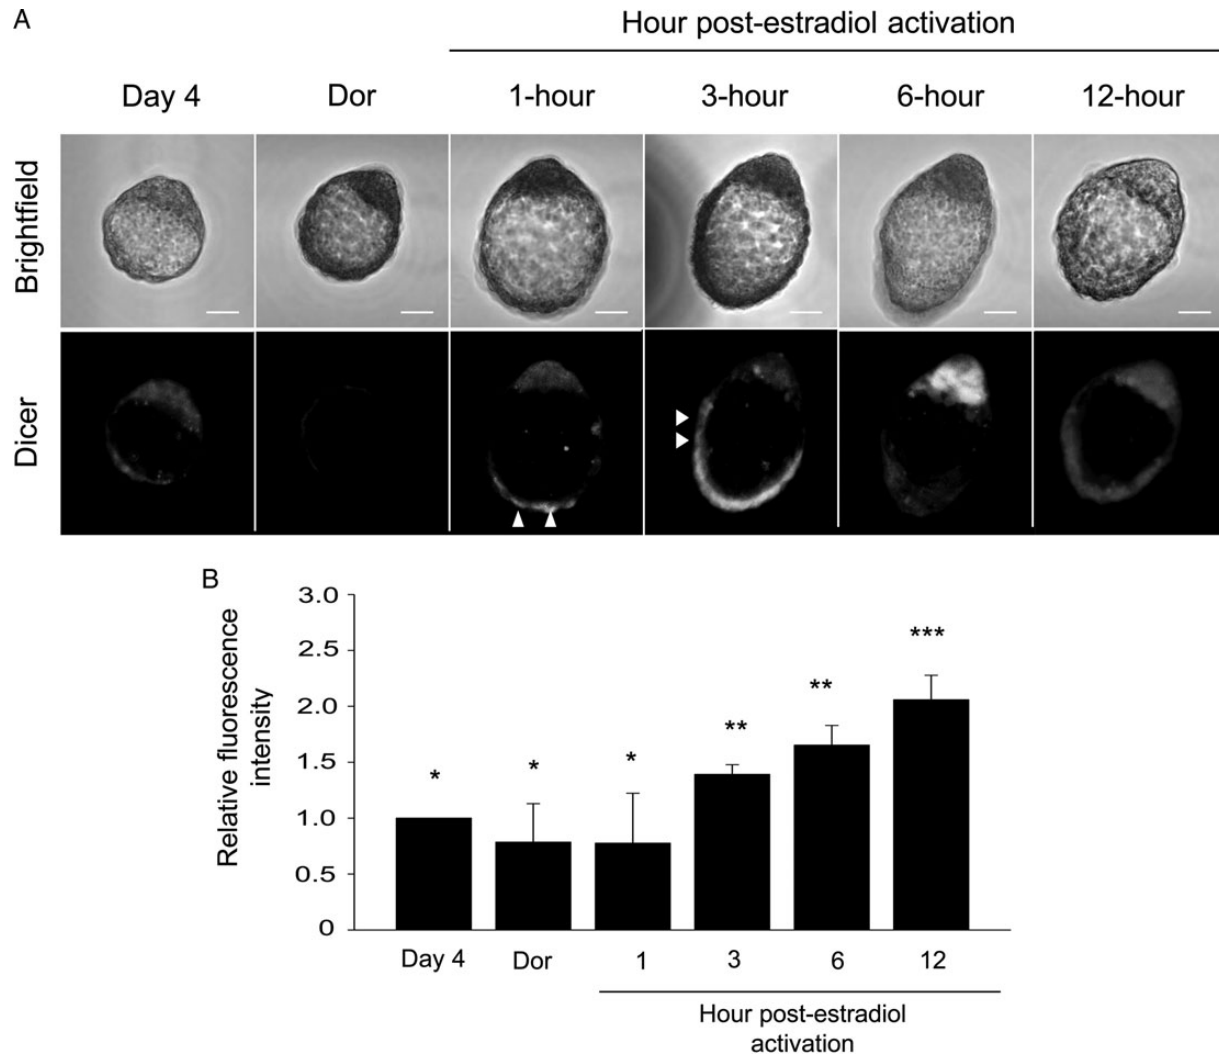 A
Hour post-estradiol activation
Day 4 Dor 1-hour 3-hour 6-hour 12-hour
Brightfield
Dicer
B
Relative fluorescence
intensity
3.0
2.5
2.0
1.5
1.0
0.5
0
* * * ** ** ***
Day 4 Dor 1 3 6 12
Hour post-estradiol
activation